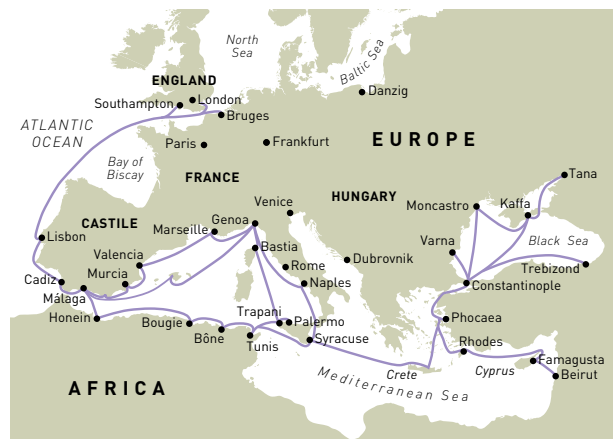 North
Sea
Baltic Sea
ENGLAND
Danzig
London
Southampton
Bruges
ATLANTIC
OCEAN
EUROPE
Paris
Frankfurt
Bay of
Biscay
Tana
FRANCE
HUNGARY
Venice
Moncastro
Kaffa
CASTILE
Genoa
Marseille
Lisbon
Bastia
Varna
Black Sea
Valencia
Rome
Dubrovnik
Trebizond
Murcia
Naples
Constantinople
Cadiz
Málaga
Trapani
Palermo
Phocaea
Honein
Bougie
Bône
Tunis
Syracuse
Rhodes
Famagusta
Crete
Cyprus
Beirut
Mediterranean Sea
AFRICA